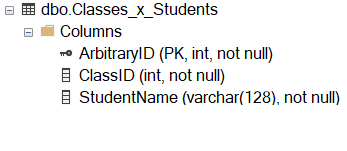 dbo.Classes_x_Students
Columns
ArbitraryID (PK, int, not null)
ClassID (int, not null)
StudentName (varchar(128), not null)